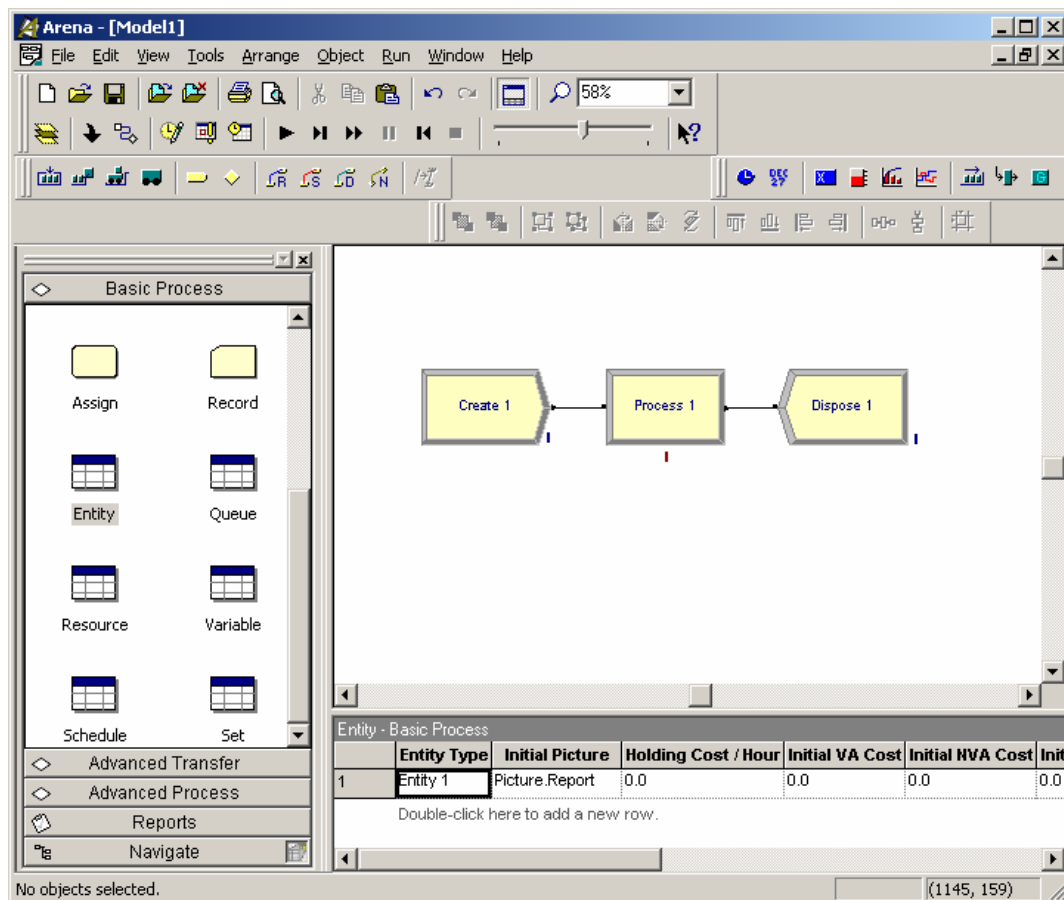 Arena - [Model1]
File Edit View Tools Arrange Object Run Window Help
58%
Basic Process
Assign Record
Entity Queue
Resource Variable
Schedule Set
Advanced Transfer
Advanced Process
Reports
Navigate
Create 1 Process 1 Dispose 1
Entity - Basic Process
Entity Type Initial Picture Holding Cost / Hour Initial VA Cost Initial NVA Cost Init
1 Entity 1 Picture.Report 0.0 0.0 0.0 0.0
Double-click here to add a new row.
No objects selected. (1145, 159)